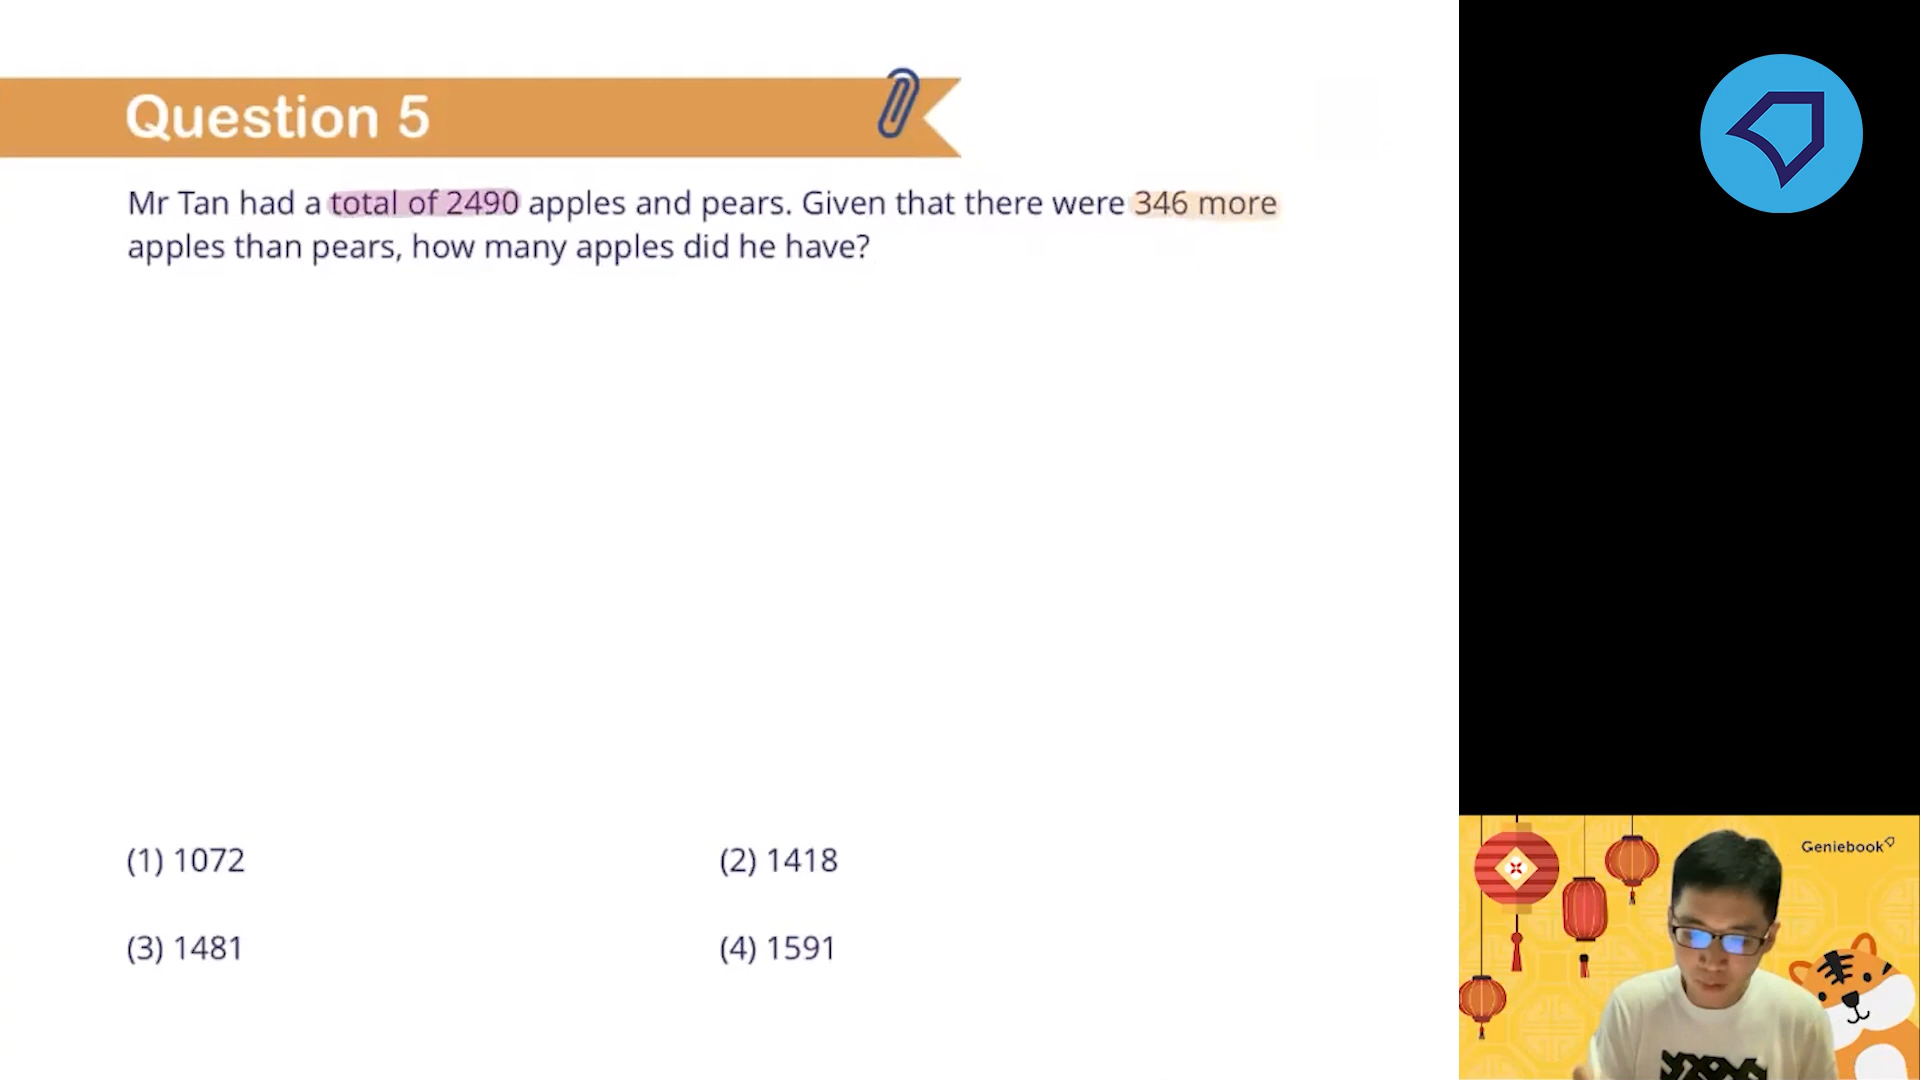 Question 5
Mr Tan had a total of 2490 apples and pears. Given that there were 346 more
apples than pears, how many apples did he have?
(1) 1072
(2) 1418
(3) 1481
(4) 1591
Geniebook